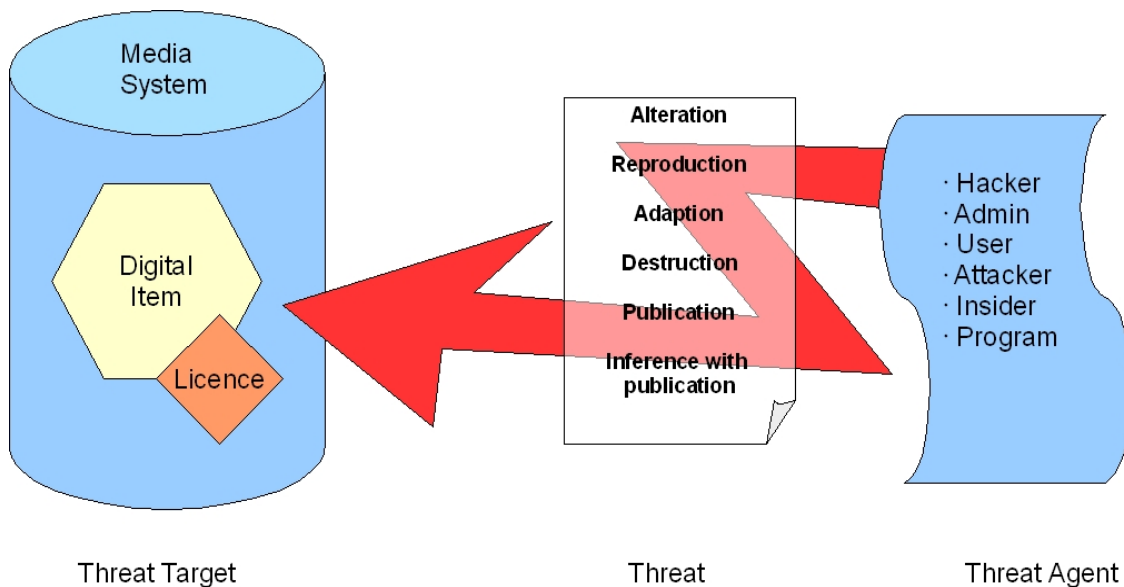 Media
System
Digital
Item
Licence
Alteration
Reproduction
Adaption
Destruction
Publication
Inference with
publication
· Hacker
· Admin
· User
· Attacker
· Insider
· Program
Threat Target
Threat
Threat Agent